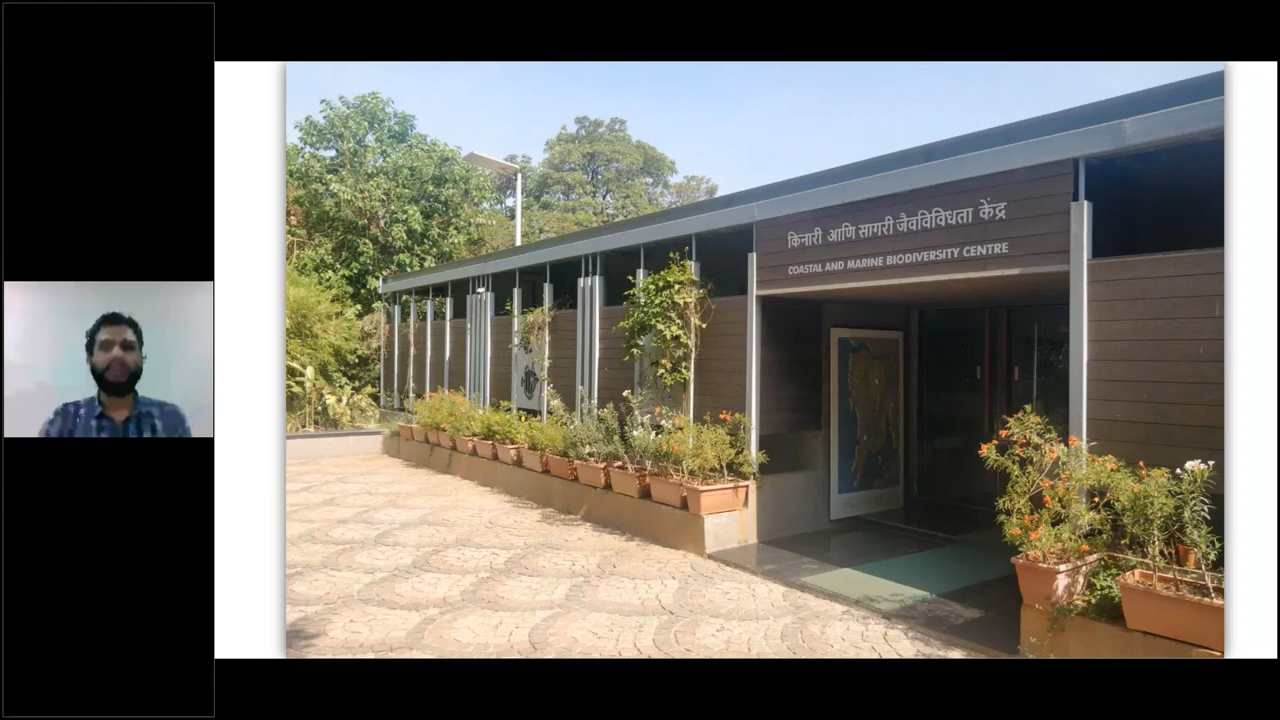 किनारी आणि सागरी जैवविविधता केंद्र
COASTAL AND MARINE BIODIVERSITY CENTRE